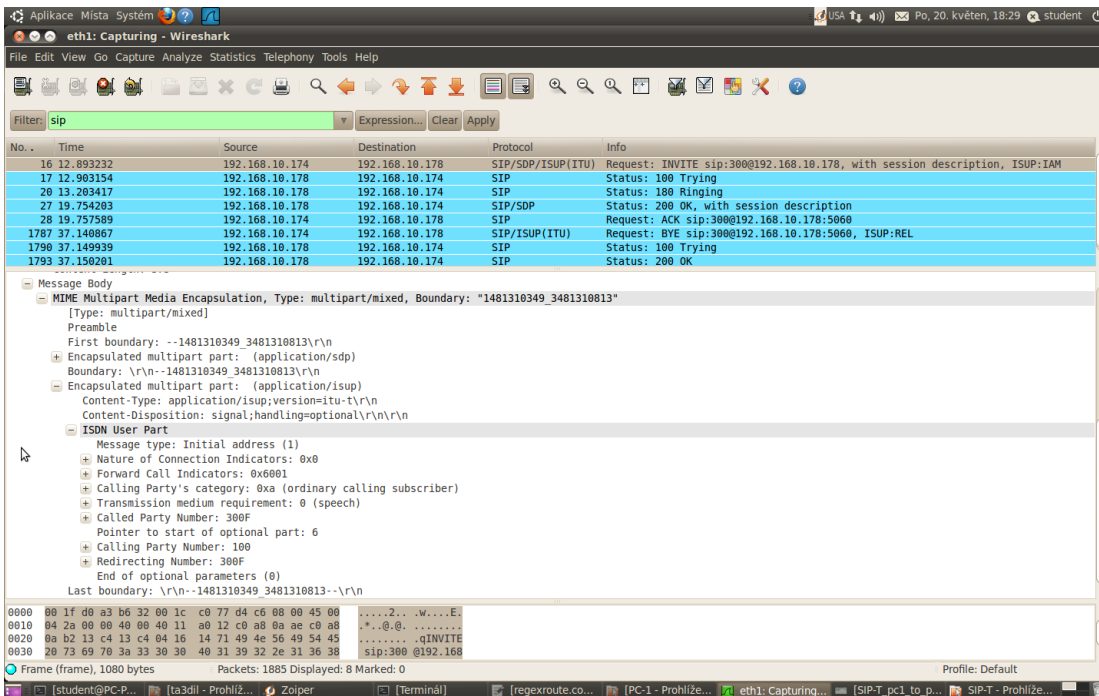 Aplikace Místa Systém USA Po, 20. květen, 18:29 student
eth1: Capturing - Wireshark
File Edit View Go Capture Analyze Statistics Telephony Tools Help
Filter: sip Expression... Clear Apply
No. . Time Source Destination Protocol Info
16 12.893232 192.168.10.174 192.168.10.178 SIP/SDP/ISUP(ITU) Request: INVITE sip:300@192.168.10.178, with session description, ISUP:IAM
17 12.903154 192.168.10.178 192.168.10.174 SIP Status: 100 Trying
20 13.203417 192.168.10.178 192.168.10.174 SIP Status: 180 Ringing
27 19.754203 192.168.10.178 192.168.10.174 SIP/SDP Status: 200 OK, with session description
28 19.757589 192.168.10.174 192.168.10.178 SIP Request: ACK sip:300@192.168.10.178:5060
1787 37.140867 192.168.10.174 192.168.10.178 SIP/ISUP(ITU) Request: BYE sip:300@192.168.10.178:5060, ISUP:REL
1790 37.149939 192.168.10.178 192.168.10.174 SIP Status: 100 Trying
1793 37.150201 192.168.10.178 192.168.10.174 SIP Status: 200 OK
Message Body
MIME Multipart Media Encapsulation, Type: multipart/mixed, Boundary: "1481310349_3481310813"
[Type: multipart/mixed]
Preamble
First boundary: --1481310349_3481310813\r\n
Encapsulated multipart part: (application/sdp)
Boundary: \r\n--1481310349_3481310813\r\n
Encapsulated multipart part: (application/isup)
Content-Type: application/isup;version=itu-t\r\n
Content-Disposition: signal;handling=optional\r\n\r\n
ISDN User Part
Message type: Initial address (1)
Nature of Connection Indicators: 0x0
Forward Call Indicators: 0x6001
Calling Party's category: 0xa (ordinary calling subscriber)
Transmission medium requirement: 0 (speech)
Called Party Number: 300F
Pointer to start of optional part: 6
Calling Party Number: 100
Redirecting Number: 300F
End of optional parameters (0)
Last boundary: \r\n--1481310349_3481310813--\r\n
0000 00 1f d0 a3 b6 32 00 1c c0 77 d4 c6 08 00 45 00 .....2.. .w....E.
0010 04 2a 00 00 40 00 40 11 a0 12 c0 a8 0a ae c0 a8 .*..@.@. ........
0020 0a b2 13 c4 13 c4 04 16 14 71 49 4e 56 49 54 45 ........ .qINVITE
0030 20 73 69 70 3a 33 30 30 40 31 39 32 2e 31 36 38 sip:300 @192.168
Frame (frame), 1080 bytes Packets: 1885 Displayed: 8 Marked: 0 Profile: Default
[student@PC-P... [ta3dil - Prohlíž... Zoiper [Terminál] [regexroute.co... [PC-1 - Prohlíže... eth1: Capturing... [SIP-T_pc1_to_p... SIP-T - Prohlíže...